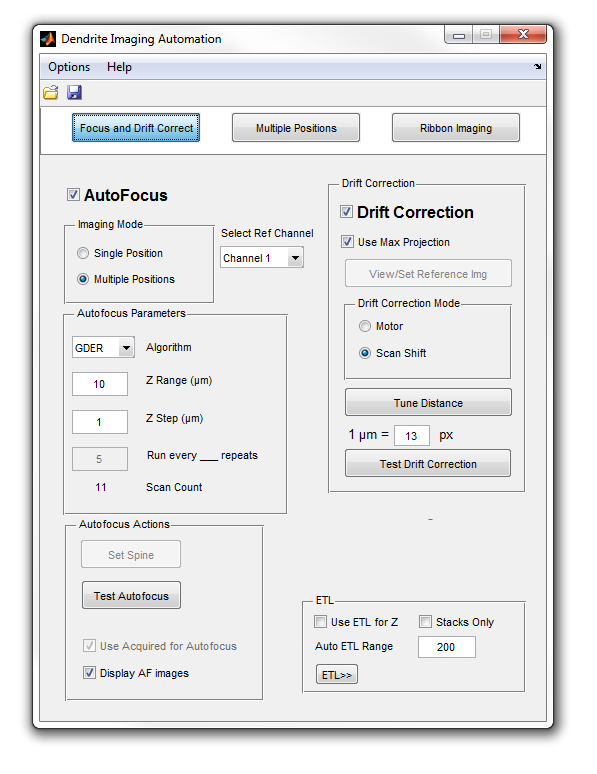 Dendrite Imaging Automation
Options Help
Focus and Drift Correct Multiple Positions Ribbon Imaging
AutoFocus
Imaging Mode
Single Position
Multiple Positions
Select Ref Channel
Channel 1
Autofocus Parameters
GDER Algorithm
10 Z Range (µm)
1 Z Step (µm)
5 Run every ___ repeats
11 Scan Count
Autofocus Actions
Set Spine
Test Autofocus
Use Acquired for Autofocus
Display AF images
Drift Correction
Drift Correction
Use Max Projection
View/Set Reference Img
Drift Correction Mode
Motor
Scan Shift
Tune Distance
1 µm = 13 px
Test Drift Correction
ETL
Use ETL for Z Stacks Only
Auto ETL Range 200
ETL>>